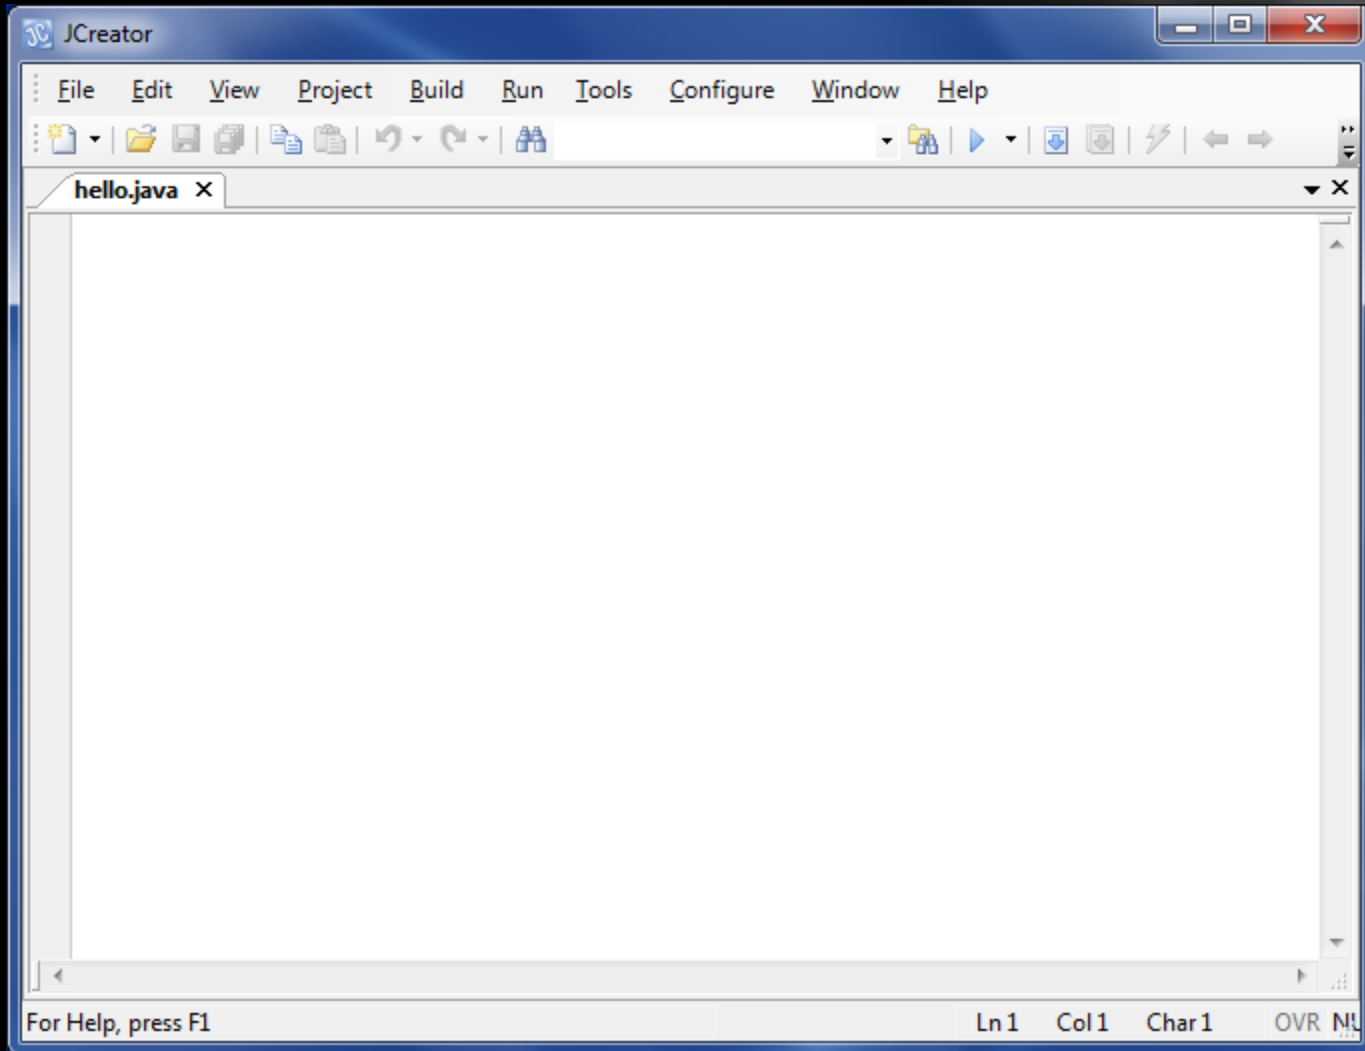 JCreator
File Edit View Project Build Run Tools Configure Window Help
hello.java
For Help, press F1 Ln 1 Col 1 Char 1 OVR